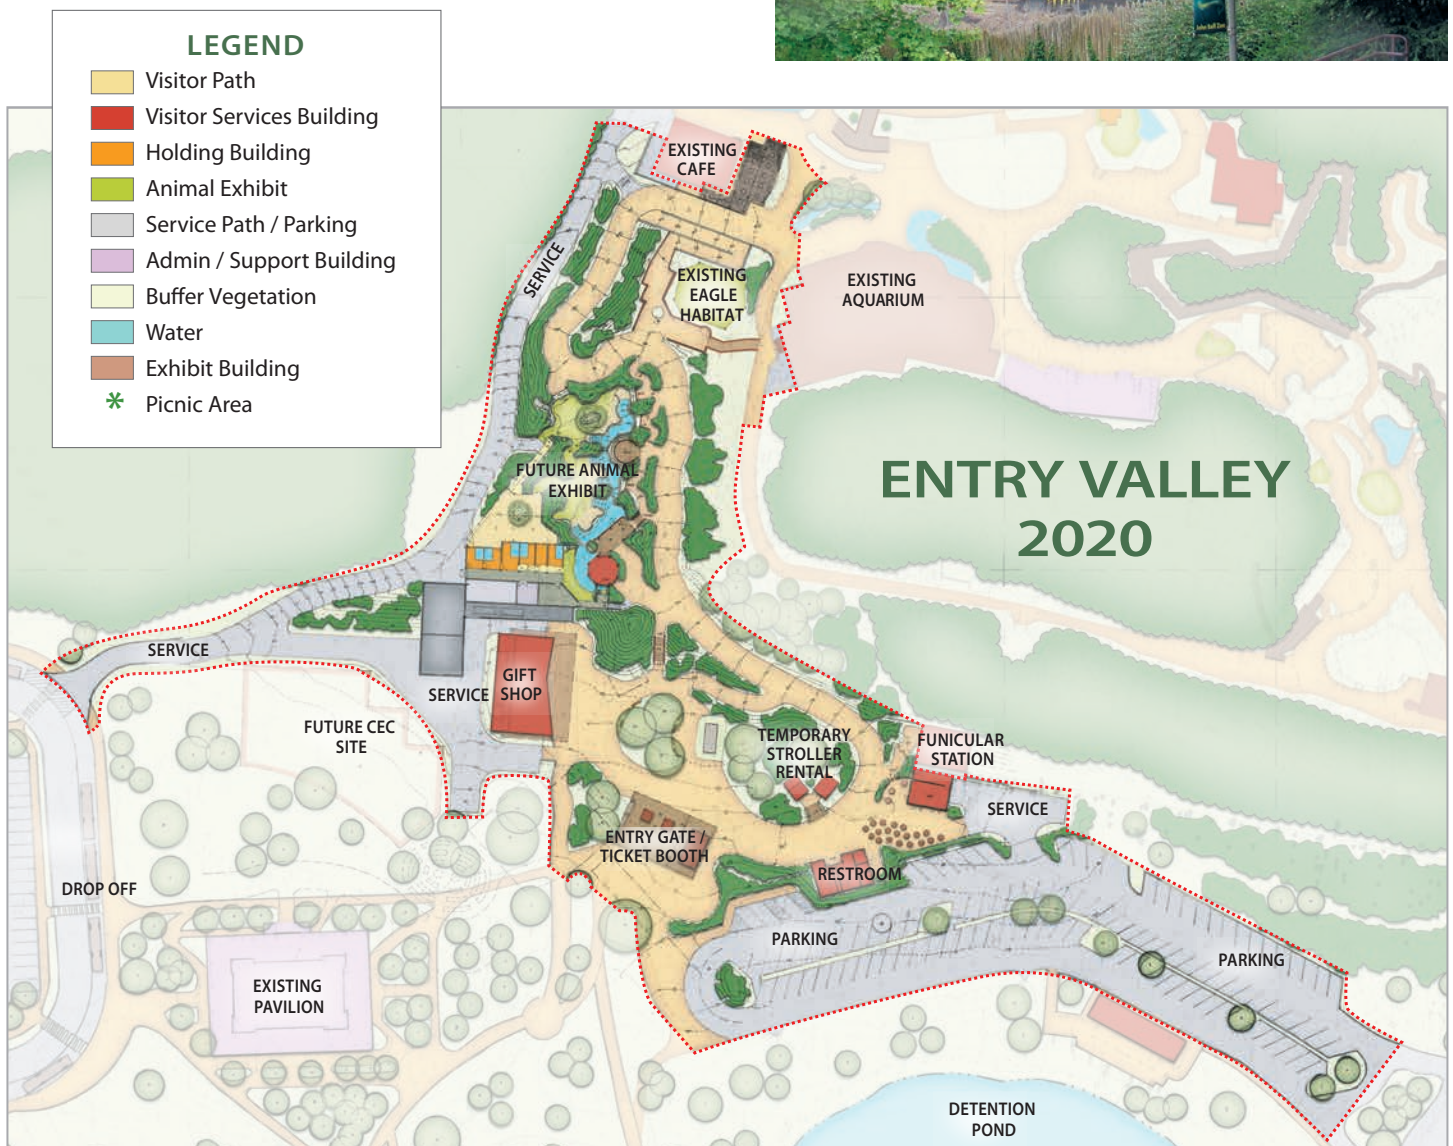 John Ball Zoo
LEGEND
Visitor Path
Visitor Services Building
Holding Building
Animal Exhibit
Service Path / Parking
Admin / Support Building
Buffer Vegetation
Water
Exhibit Building
* Picnic Area
EXISTING
CAFE
SERVICE
EXISTING
EAGLE
HABITAT
EXISTING
AQUARIUM
FUTURE ANIMAL
EXHIBIT
ENTRY VALLEY
2020
SERVICE
SERVICE
GIFT
SHOP
FUTURE CEC
SITE
TEMPORARY
STROLLER
RENTAL
FUNICULAR
STATION
SERVICE
ENTRY GATE /
TICKET BOOTH
RESTROOM
DROP OFF
PARKING
PARKING
EXISTING
PAVILION
DETENTION
POND